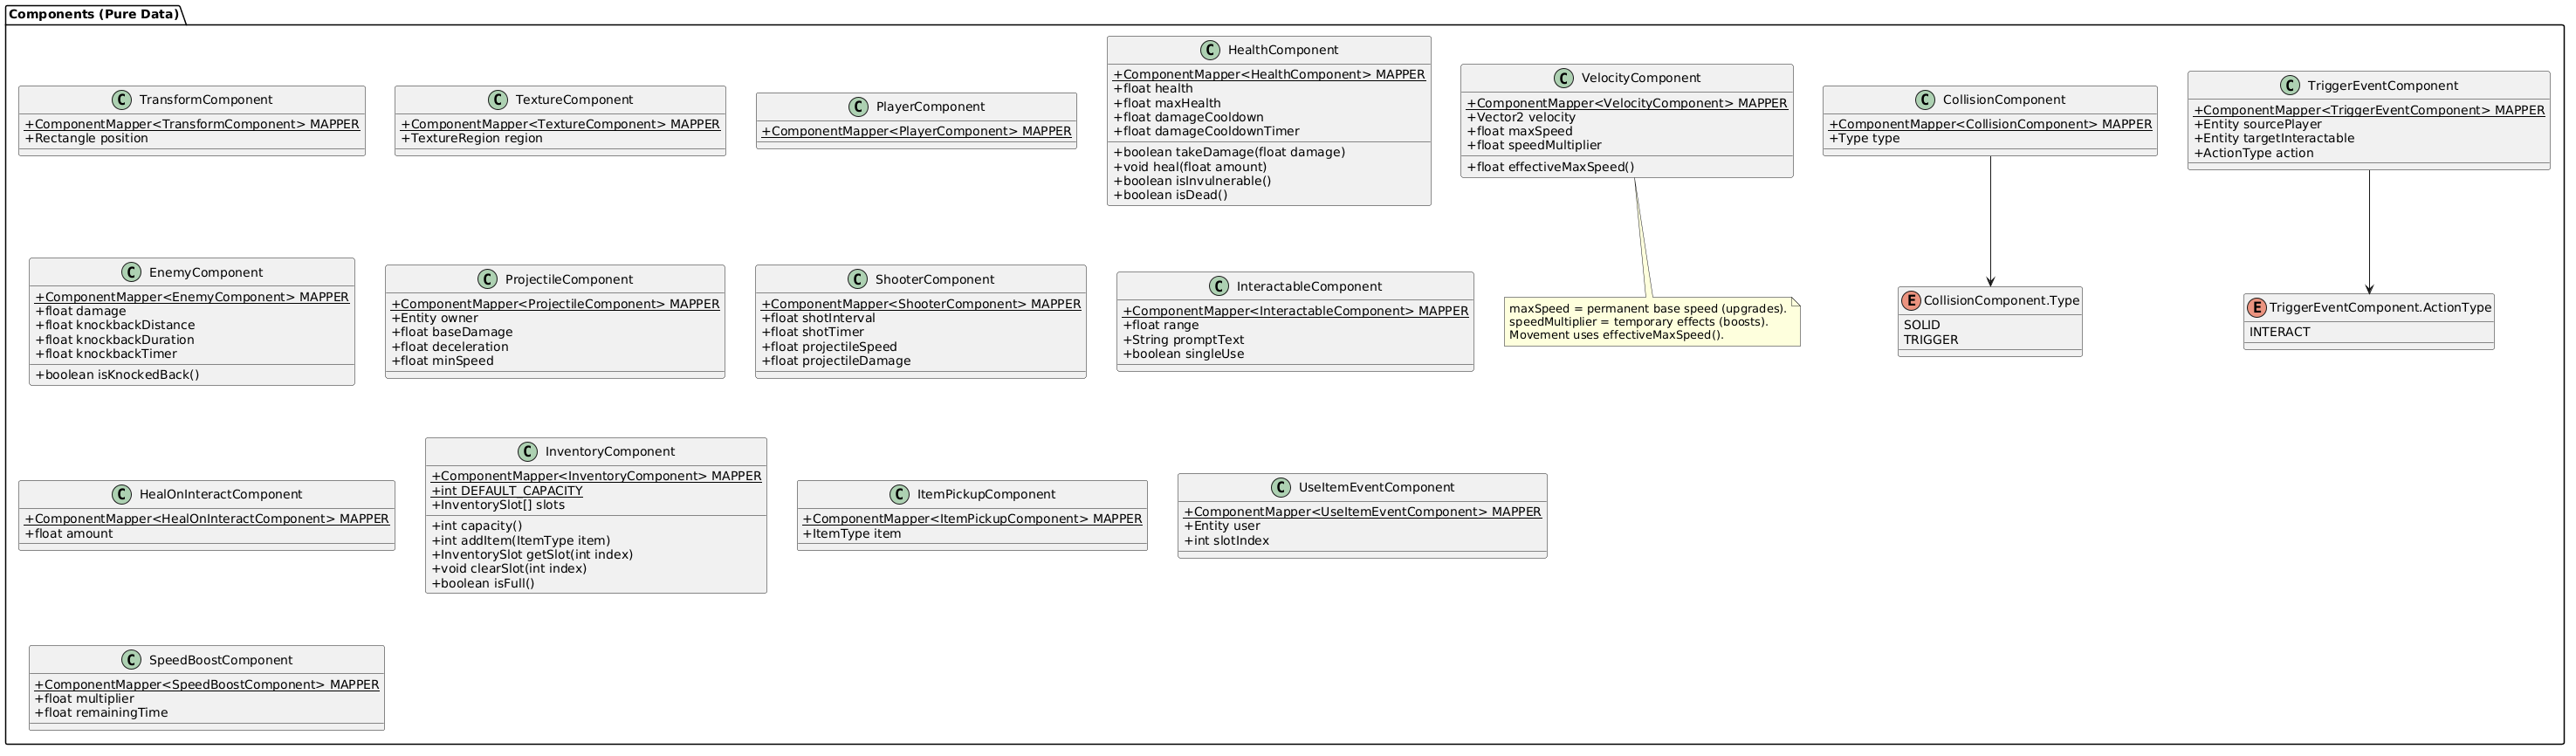 Components (Pure Data)
C TransformComponent
+ComponentMapper<TransformComponent> MAPPER
+Rectangle position
C TextureComponent
+ComponentMapper<TextureComponent> MAPPER
+TextureRegion region
C PlayerComponent
+ComponentMapper<PlayerComponent> MAPPER
C HealthComponent
+ComponentMapper<HealthComponent> MAPPER
+float health
+float maxHealth
+float damageCooldown
+float damageCooldownTimer
+boolean takeDamage(float damage)
+void heal(float amount)
+boolean isInvulnerable()
+boolean isDead()
C VelocityComponent
+ComponentMapper<VelocityComponent> MAPPER
+Vector2 velocity
+float maxSpeed
+float speedMultiplier
+float effectiveMaxSpeed()
C CollisionComponent
+ComponentMapper<CollisionComponent> MAPPER
+Type type
C TriggerEventComponent
+ComponentMapper<TriggerEventComponent> MAPPER
+Entity sourcePlayer
+Entity targetInteractable
+ActionType action
C EnemyComponent
+ComponentMapper<EnemyComponent> MAPPER
+float damage
+float knockbackDistance
+float knockbackDuration
+float knockbackTimer
+boolean isKnockedBack()
C ProjectileComponent
+ComponentMapper<ProjectileComponent> MAPPER
+Entity owner
+float baseDamage
+float deceleration
+float minSpeed
C ShooterComponent
+ComponentMapper<ShooterComponent> MAPPER
+float shotInterval
+float shotTimer
+float projectileSpeed
+float projectileDamage
C InteractableComponent
+ComponentMapper<InteractableComponent> MAPPER
+float range
+String promptText
+boolean singleUse
maxSpeed = permanent base speed (upgrades).
speedMultiplier = temporary effects (boosts).
Movement uses effectiveMaxSpeed().
E CollisionComponent.Type
SOLID
TRIGGER
E TriggerEventComponent.ActionType
INTERACT
C HealOnInteractComponent
+ComponentMapper<HealOnInteractComponent> MAPPER
+float amount
C InventoryComponent
+ComponentMapper<InventoryComponent> MAPPER
+int DEFAULT_CAPACITY
+InventorySlot[] slots
+int capacity()
+int addItem(ItemType item)
+InventorySlot getSlot(int index)
+void clearSlot(int index)
+boolean isFull()
C ItemPickupComponent
+ComponentMapper<ItemPickupComponent> MAPPER
+ItemType item
C UseItemEventComponent
+ComponentMapper<UseItemEventComponent> MAPPER
+Entity user
+int slotIndex
C SpeedBoostComponent
+ComponentMapper<SpeedBoostComponent> MAPPER
+float multiplier
+float remainingTime